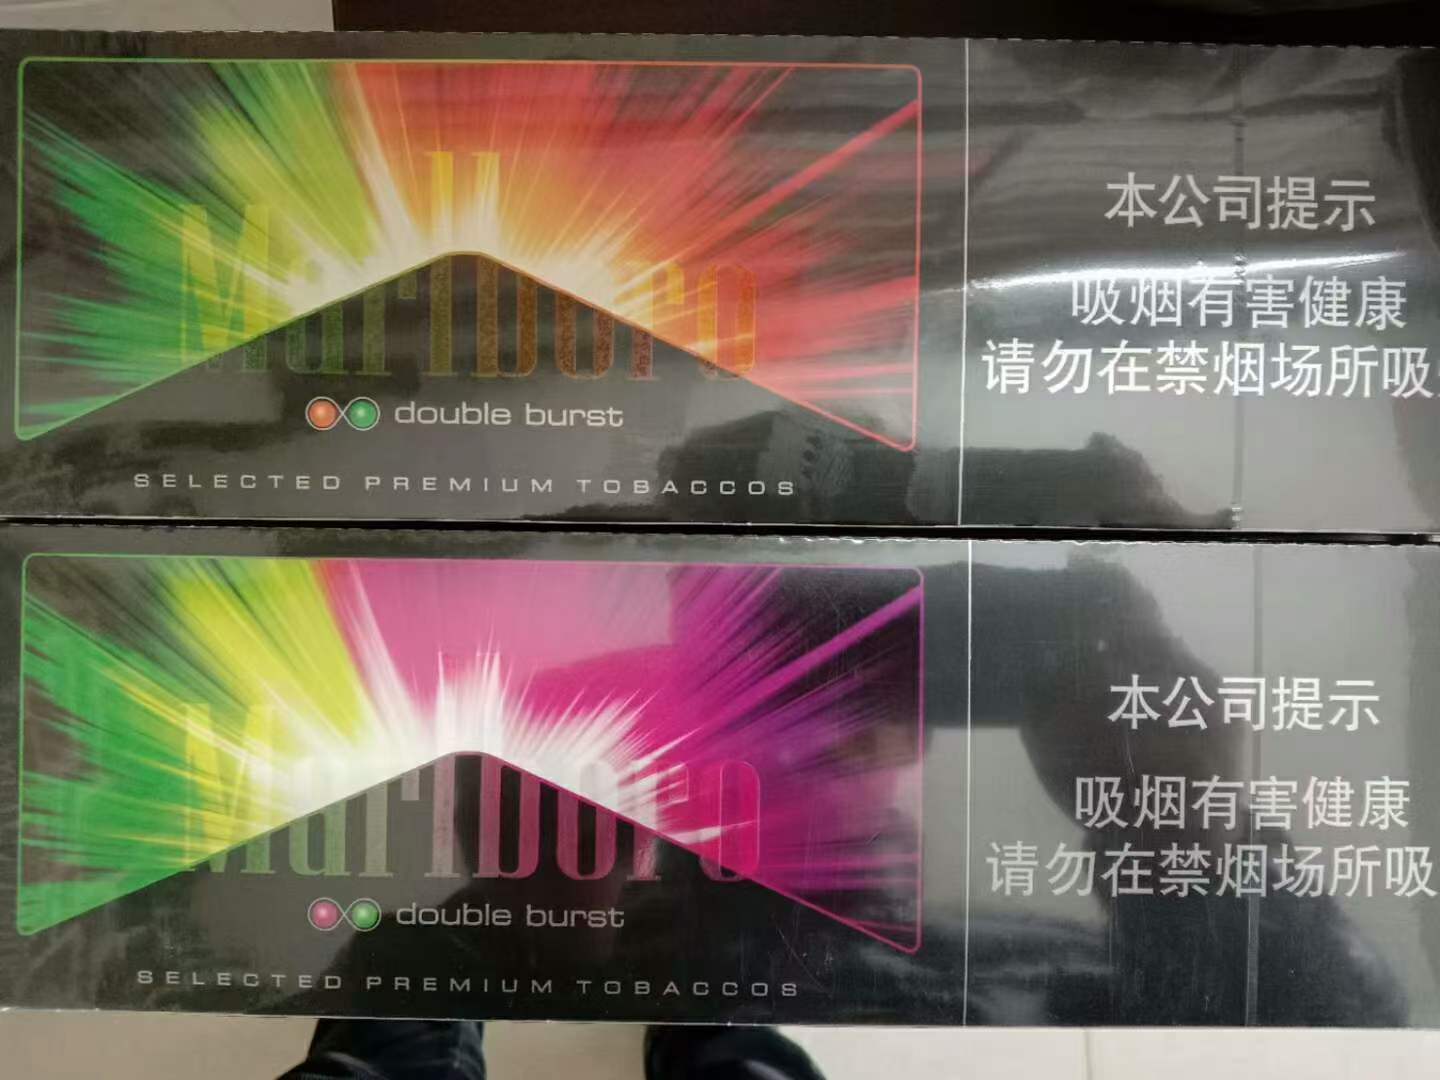 Marlboro
double burst
SELECTED PREMIUM TOBACCOS
本公司提示
吸烟有害健康
请勿在禁烟场所吸
Marlboro
double burst
SELECTED PREMIUM TOBACCOS
本公司提示
吸烟有害健康
请勿在禁烟场所吸